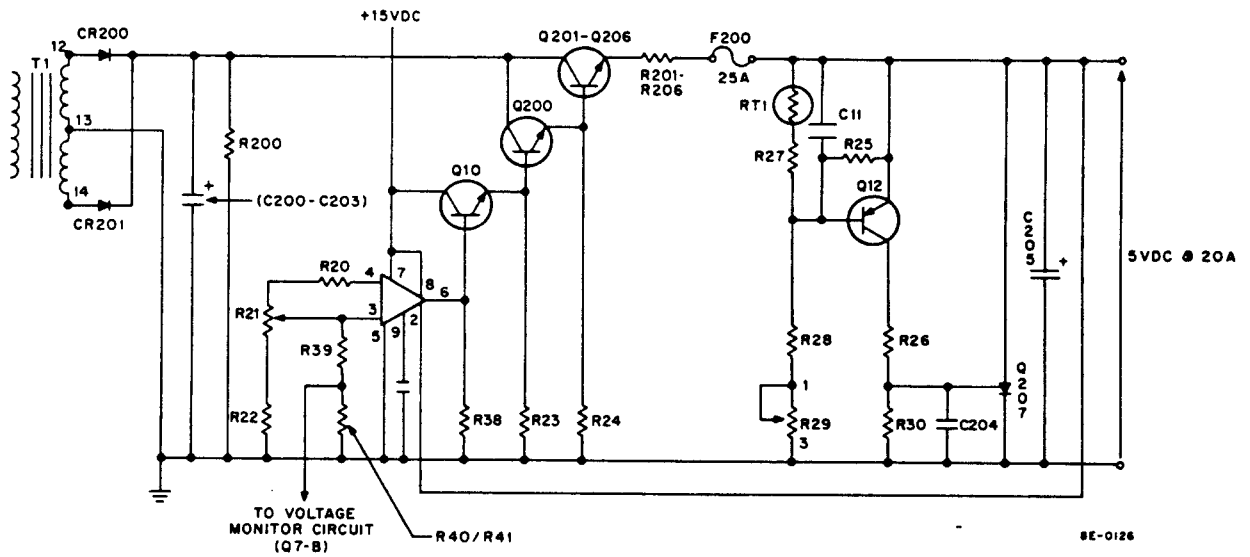 +15VDC
12
CR200
Q201-Q206
F200
T1
R201-
R206
25A
Q200
RT1
C11
13
R200
R27
R25
Q10
Q12
14
+
(C200-C203)
CR201
C205
+
5VDC @ 20A
R20
4
7
8
6
R21
3
2
5
9
R39
R28
R26
Q207
1
R22
R38
R23
R24
R29
R30
C204
3
TO VOLTAGE
MONITOR CIRCUIT
(Q7-B)
R40/R41
8E-0126